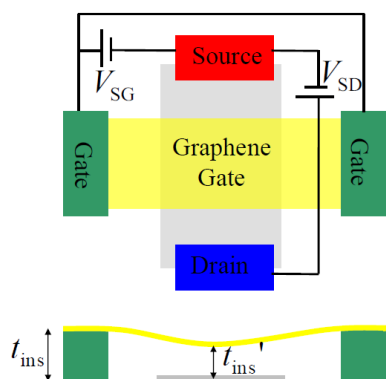 Source
V_SG
V_SD
Gate
Graphene
Gate
Gate
Drain
t_ins
t_ins'